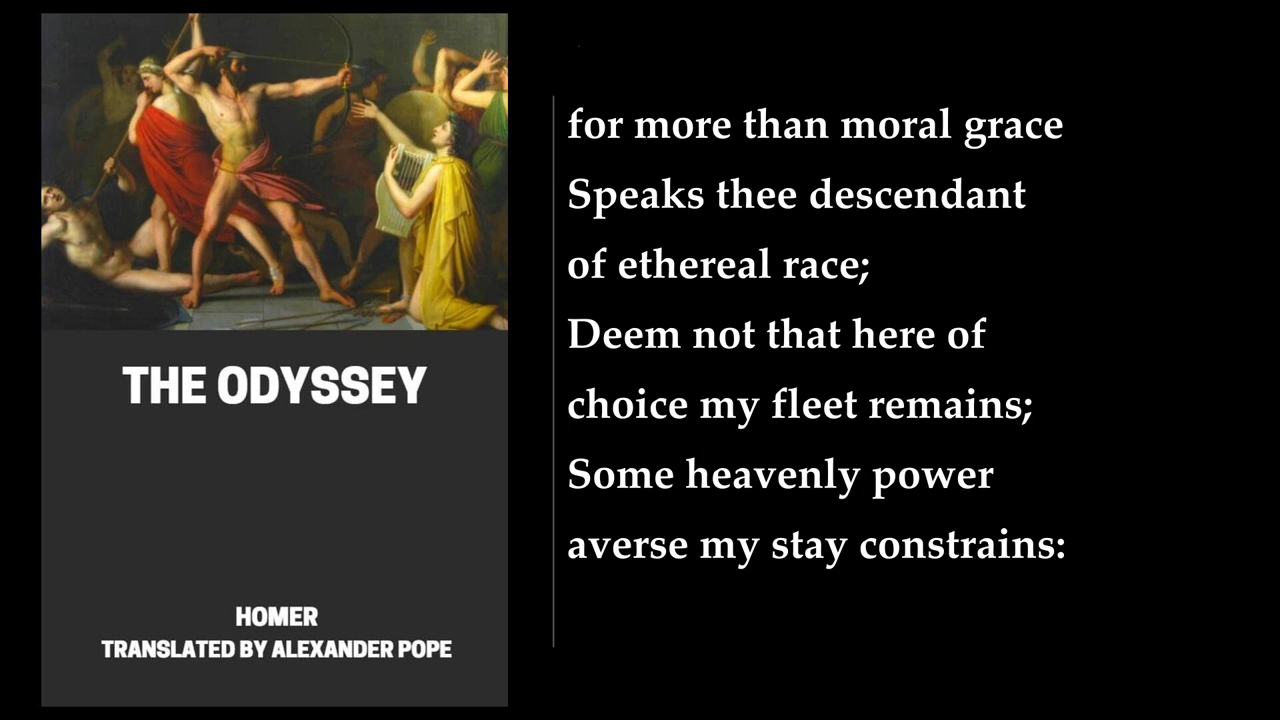 THE ODYSSEY
HOMER
TRANSLATED BY ALEXANDER POPE
for more than moral grace
Speaks thee descendant
of ethereal race;
Deem not that here of
choice my fleet remains;
Some heavenly power
averse my stay constrains: